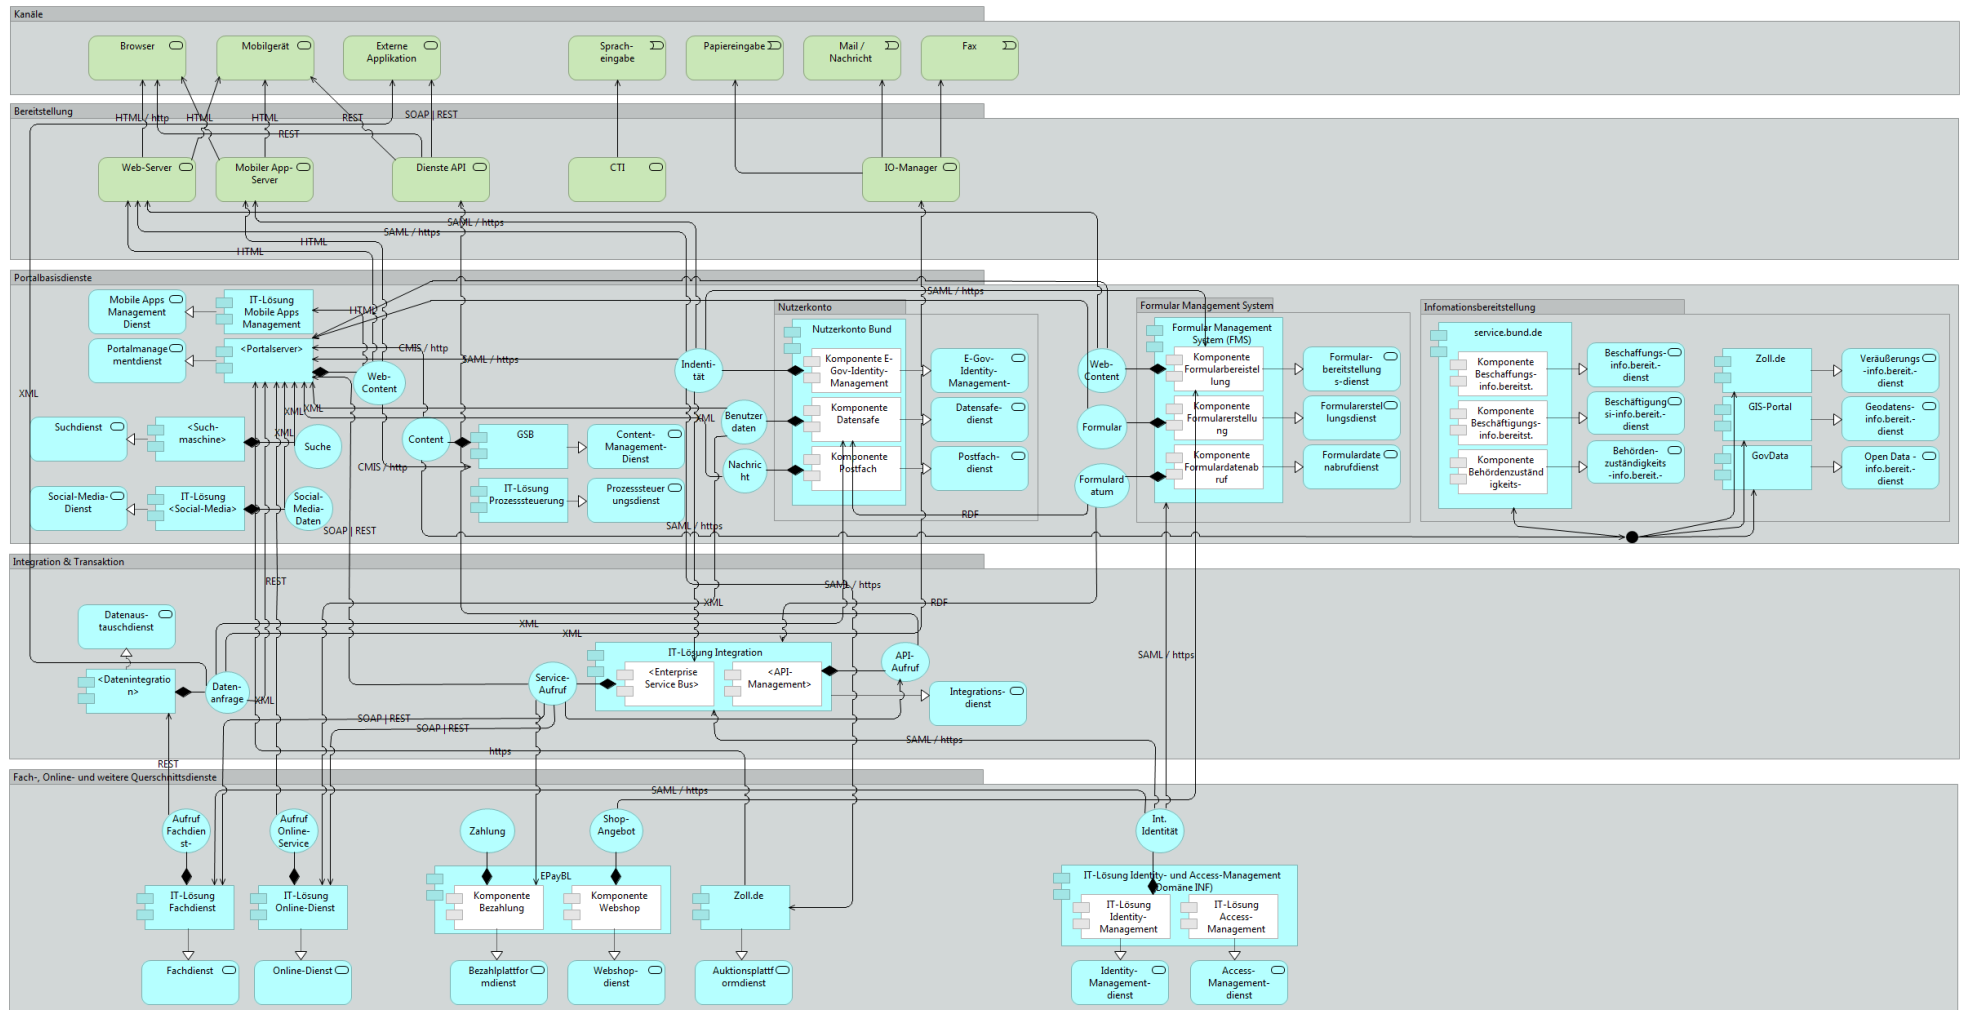 Kanäle
Browser
Mobilgerät
Externe
Applikation
Sprach-
eingabe
Papiereingabe
Mail /
Nachricht
Fax
Bereitstellung
HTML / http
HTML
HTML
REST
SOAP | REST
REST
Web-Server
Mobiler App-
Server
Dienste API
CTI
IO-Manager
SAML / https
SAML / https
HTML
HTML
Portalbasisdienste
SAML / https
Mobile Apps
Management
Dienst
IT-Lösung
Mobile Apps
Management
HTML
Portalmanage
mentdienst
<Portalserver>
CMIS / http
SAML / https
Web-
Content
XML
XML
XML
XML
XML
Suchdienst
<Such-
maschine>
Suche
Content
GSB
Content-
Management-
Dienst
CMIS / http
Social-Media-
Dienst
IT-Lösung
<Social-Media>
Social-
Media-
Daten
IT-Lösung
Prozesssteuerung
Prozesssteuer
ungsdienst
SOAP | REST
SAML / https
Indenti-
tät
Benutzer
daten
Nachric
ht
Nutzerkonto
Nutzerkonto Bund
Komponente E-
Gov-Identity-
Management
E-Gov-
Identity-
Management-
Komponente
Datensafe
Datensafe-
dienst
Komponente
Postfach
Postfach-
dienst
RDF
Web-
Content
Formular
Formulard
atum
Formular Management System
Formular Management
System (FMS)
Komponente
Formularbereistel
lung
Formular-
bereitstellung
s-dienst
Komponente
Formularerstellu
ng
Formularerstel
lungsdienst
Komponente
Formulardatenab
ruf
Formulardate
nabrufdienst
Infomationsbereitstellung
service.bund.de
Komponente
Beschaffungs-
info.bereitst.
Beschaffungs-
info.bereit.-
dienst
Komponente
Beschäftigungs-
info.bereitst.
Beschäftigung
si-info.bereit.-
dienst
Komponente
Behördenzuständ
igkeits-
Behörden-
zuständigkeits
-info.bereit.-
Zoll.de
Veräußerungs
-info.bereit.-
dienst
GIS-Portal
Geodatens-
info.bereit.-
dienst
GovData
Open Data -
info.bereit.-
dienst
Integration & Transaktion
REST
SAML / https
XML
RDF
XML
XML
Datenaus-
tauschdienst
<Datenintegratio
n>
Daten-
anfrage
XML
Service-
Aufruf
IT-Lösung Integration
<Enterprise
Service Bus>
<API-
Management>
API-
Aufruf
Integrations-
dienst
SAML / https
SOAP | REST
SOAP | REST
https
SAML / https
REST
Fach-, Online- und weitere Querschnittsdienste
SAML / https
Aufruf
Fachdien
st-
Aufruf
Online-
Service
Zahlung
Shop-
Angebot
Int.
Identität
IT-Lösung
Fachdienst
IT-Lösung
Online-Dienst
EPayBL
Komponente
Bezahlung
Komponente
Webshop
Zoll.de
IT-Lösung Identity- und Access-Management
(Domäne INF)
IT-Lösung
Identity-
Management
IT-Lösung
Access-
Management
Fachdienst
Online-Dienst
Bezahlplattfor
mdienst
Webshop-
dienst
Auktionsplattf
ormdienst
Identity-
Management-
dienst
Access-
Management-
dienst